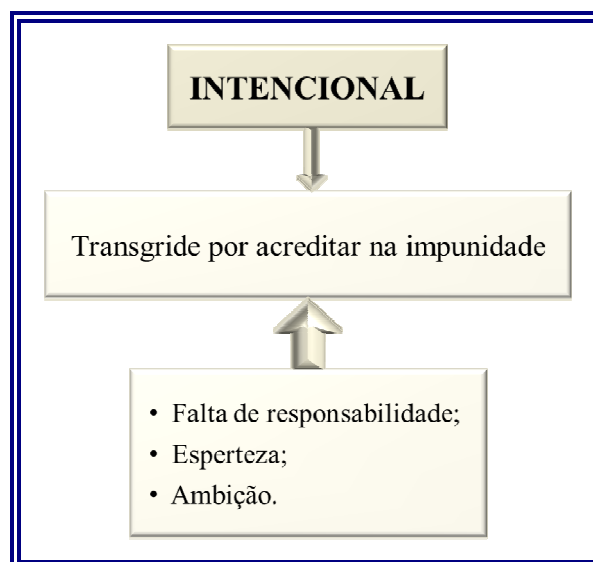 INTENCIONAL
Transgride por acreditar na impunidade
• Falta de responsabilidade;
• Esperteza;
• Ambição.